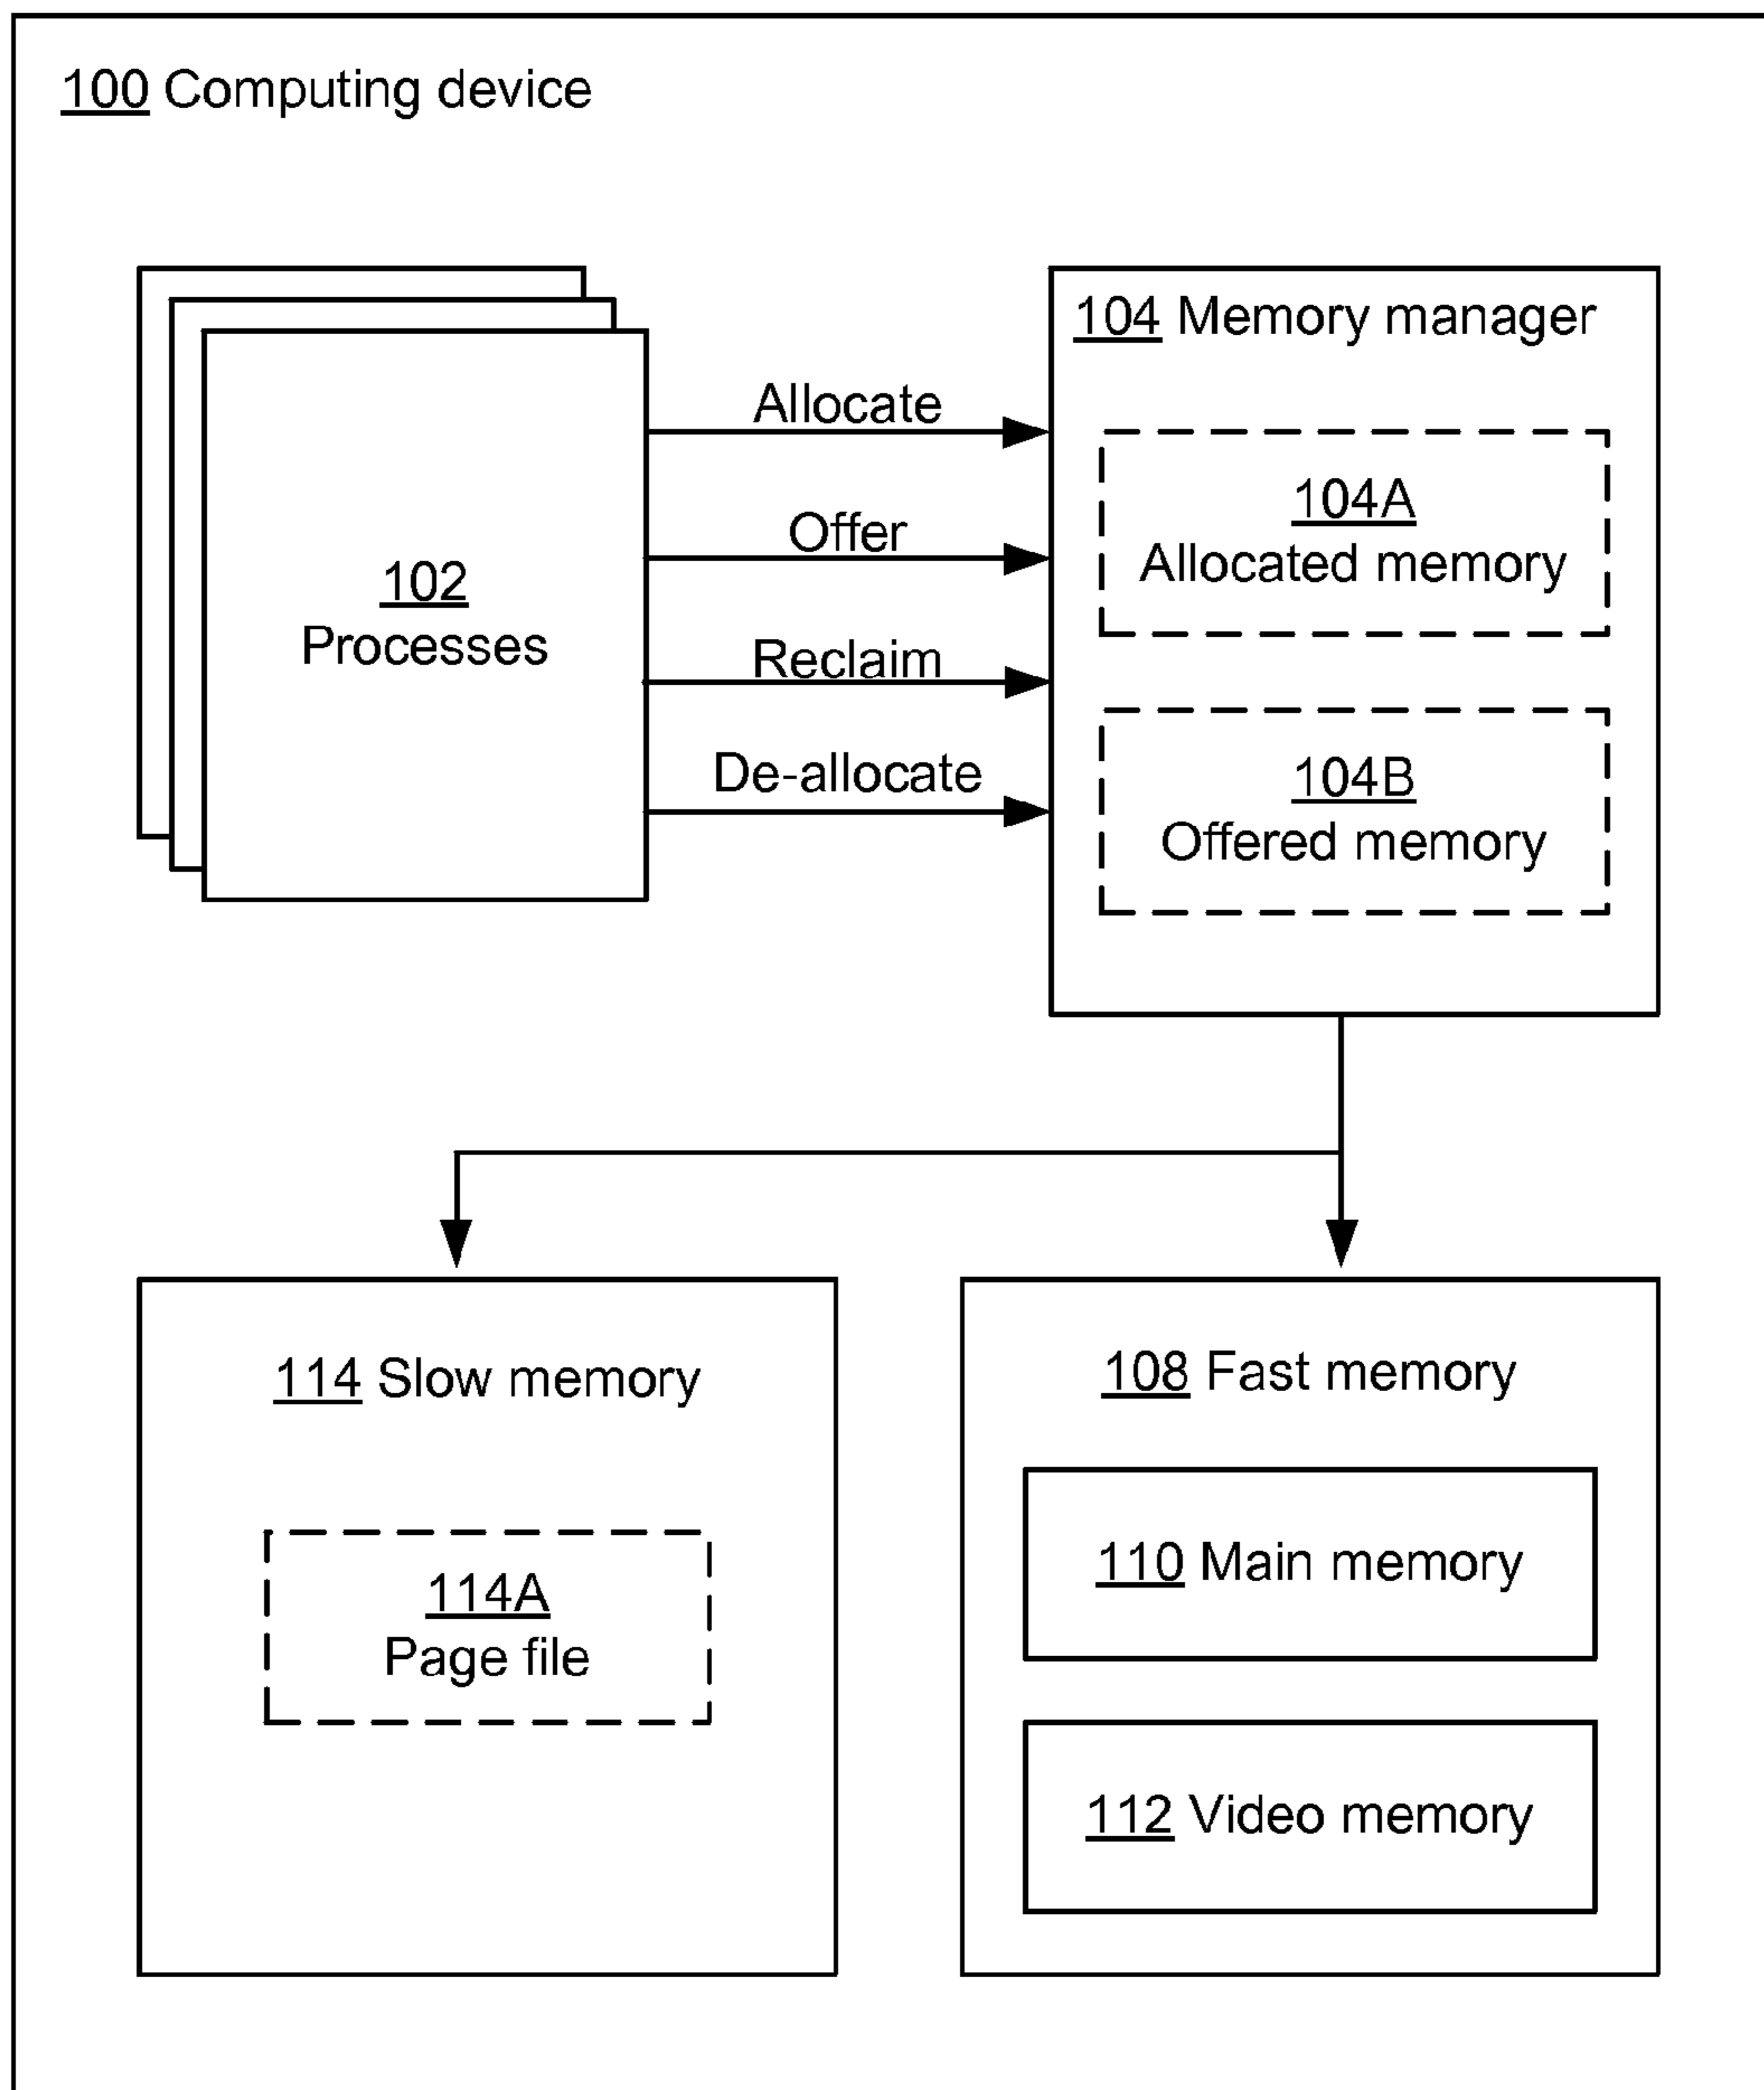 100 Computing device
102
Processes
Allocate
Offer
Reclaim
De-allocate
104 Memory manager
104A
Allocated memory
104B
Offered memory
114 Slow memory
114A
Page file
108 Fast memory
110 Main memory
112 Video memory